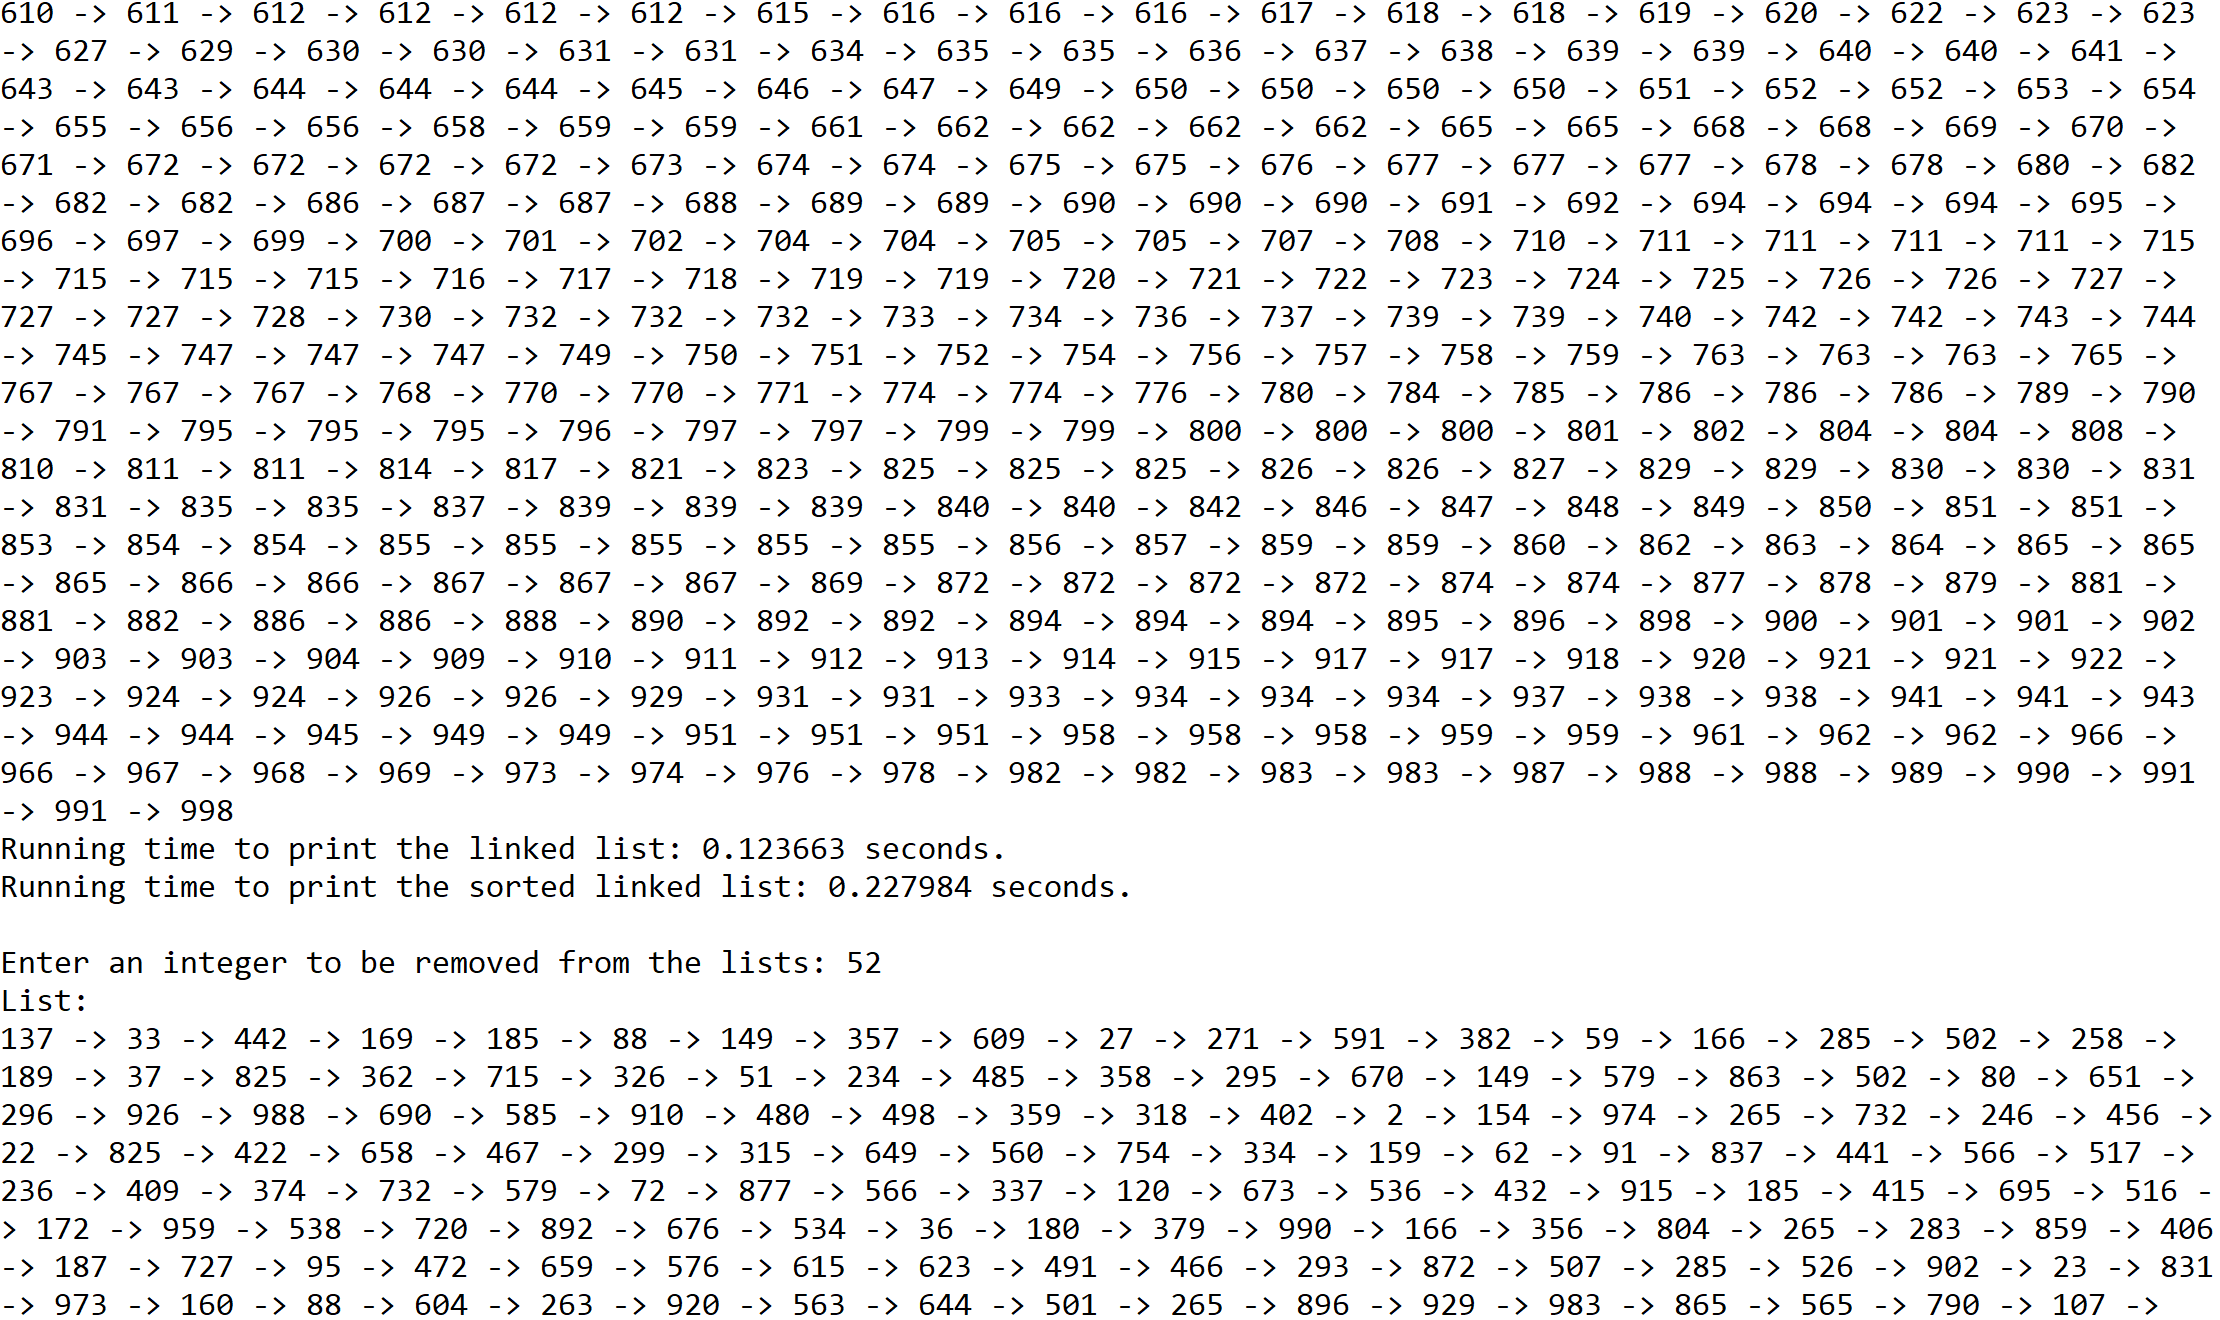 610 -> 611 -> 612 -> 612 -> 612 -> 612 -> 615 -> 616 -> 616 -> 616 -> 617 -> 618 -> 618 -> 619 -> 620 -> 622 -> 623 -> 623
-> 627 -> 629 -> 630 -> 630 -> 631 -> 631 -> 634 -> 635 -> 635 -> 636 -> 637 -> 638 -> 639 -> 639 -> 640 -> 640 -> 641 ->
643 -> 643 -> 644 -> 644 -> 644 -> 645 -> 646 -> 647 -> 649 -> 650 -> 650 -> 650 -> 650 -> 651 -> 652 -> 652 -> 653 -> 654
-> 655 -> 656 -> 656 -> 658 -> 659 -> 659 -> 661 -> 662 -> 662 -> 662 -> 662 -> 665 -> 665 -> 668 -> 668 -> 669 -> 670 ->
671 -> 672 -> 672 -> 672 -> 672 -> 673 -> 674 -> 674 -> 675 -> 675 -> 676 -> 677 -> 677 -> 677 -> 678 -> 678 -> 680 -> 682
-> 682 -> 682 -> 686 -> 687 -> 687 -> 688 -> 689 -> 689 -> 690 -> 690 -> 690 -> 691 -> 692 -> 694 -> 694 -> 694 -> 695 ->
696 -> 697 -> 699 -> 700 -> 701 -> 702 -> 704 -> 704 -> 705 -> 705 -> 707 -> 708 -> 710 -> 711 -> 711 -> 711 -> 711 -> 715
-> 715 -> 715 -> 715 -> 716 -> 717 -> 718 -> 719 -> 719 -> 720 -> 721 -> 722 -> 723 -> 724 -> 725 -> 726 -> 726 -> 727 ->
727 -> 727 -> 728 -> 730 -> 732 -> 732 -> 732 -> 733 -> 734 -> 736 -> 737 -> 739 -> 739 -> 740 -> 742 -> 742 -> 743 -> 744
-> 745 -> 747 -> 747 -> 747 -> 749 -> 750 -> 751 -> 752 -> 754 -> 756 -> 757 -> 758 -> 759 -> 763 -> 763 -> 763 -> 765 ->
767 -> 767 -> 767 -> 768 -> 770 -> 770 -> 771 -> 774 -> 774 -> 776 -> 780 -> 784 -> 785 -> 786 -> 786 -> 786 -> 789 -> 790
-> 791 -> 795 -> 795 -> 795 -> 796 -> 797 -> 797 -> 799 -> 799 -> 800 -> 800 -> 800 -> 801 -> 802 -> 804 -> 804 -> 808 ->
810 -> 811 -> 811 -> 814 -> 817 -> 821 -> 823 -> 825 -> 825 -> 825 -> 826 -> 826 -> 827 -> 829 -> 829 -> 830 -> 830 -> 831
-> 831 -> 835 -> 835 -> 837 -> 839 -> 839 -> 839 -> 840 -> 840 -> 842 -> 846 -> 847 -> 848 -> 849 -> 850 -> 851 -> 851 ->
853 -> 854 -> 854 -> 855 -> 855 -> 855 -> 855 -> 855 -> 856 -> 857 -> 859 -> 859 -> 860 -> 862 -> 863 -> 864 -> 865 -> 865
-> 865 -> 866 -> 866 -> 867 -> 867 -> 867 -> 869 -> 872 -> 872 -> 872 -> 872 -> 874 -> 874 -> 877 -> 878 -> 879 -> 881 ->
881 -> 882 -> 886 -> 886 -> 888 -> 890 -> 892 -> 892 -> 894 -> 894 -> 894 -> 895 -> 896 -> 898 -> 900 -> 901 -> 901 -> 902
-> 903 -> 903 -> 904 -> 909 -> 910 -> 911 -> 912 -> 913 -> 914 -> 915 -> 917 -> 917 -> 918 -> 920 -> 921 -> 921 -> 922 ->
923 -> 924 -> 924 -> 926 -> 926 -> 929 -> 931 -> 931 -> 933 -> 934 -> 934 -> 934 -> 937 -> 938 -> 938 -> 941 -> 941 -> 943
-> 944 -> 944 -> 945 -> 949 -> 949 -> 951 -> 951 -> 951 -> 958 -> 958 -> 958 -> 959 -> 959 -> 961 -> 962 -> 962 -> 966 ->
966 -> 967 -> 968 -> 969 -> 973 -> 974 -> 976 -> 978 -> 982 -> 982 -> 983 -> 983 -> 987 -> 988 -> 988 -> 989 -> 990 -> 991
-> 991 -> 998
Running time to print the linked list: 0.123663 seconds.
Running time to print the sorted linked list: 0.227984 seconds.
Enter an integer to be removed from the lists: 52
List:
137 -> 33 -> 442 -> 169 -> 185 -> 88 -> 149 -> 357 -> 609 -> 27 -> 271 -> 591 -> 382 -> 59 -> 166 -> 285 -> 502 -> 258 ->
189 -> 37 -> 825 -> 362 -> 715 -> 326 -> 51 -> 234 -> 485 -> 358 -> 295 -> 670 -> 149 -> 579 -> 863 -> 502 -> 80 -> 651 ->
296 -> 926 -> 988 -> 690 -> 585 -> 910 -> 480 -> 498 -> 359 -> 318 -> 402 -> 2 -> 154 -> 974 -> 265 -> 732 -> 246 -> 456 ->
22 -> 825 -> 422 -> 658 -> 467 -> 299 -> 315 -> 649 -> 560 -> 754 -> 334 -> 159 -> 62 -> 91 -> 837 -> 441 -> 566 -> 517 ->
236 -> 409 -> 374 -> 732 -> 579 -> 72 -> 877 -> 566 -> 337 -> 120 -> 673 -> 536 -> 432 -> 915 -> 185 -> 415 -> 695 -> 516 -
> 172 -> 959 -> 538 -> 720 -> 892 -> 676 -> 534 -> 36 -> 180 -> 379 -> 990 -> 166 -> 356 -> 804 -> 265 -> 283 -> 859 -> 406
-> 187 -> 727 -> 95 -> 472 -> 659 -> 576 -> 615 -> 623 -> 491 -> 466 -> 293 -> 872 -> 507 -> 285 -> 526 -> 902 -> 23 -> 831
-> 973 -> 160 -> 88 -> 604 -> 263 -> 920 -> 563 -> 644 -> 501 -> 265 -> 896 -> 929 -> 983 -> 865 -> 565 -> 790 -> 107 ->